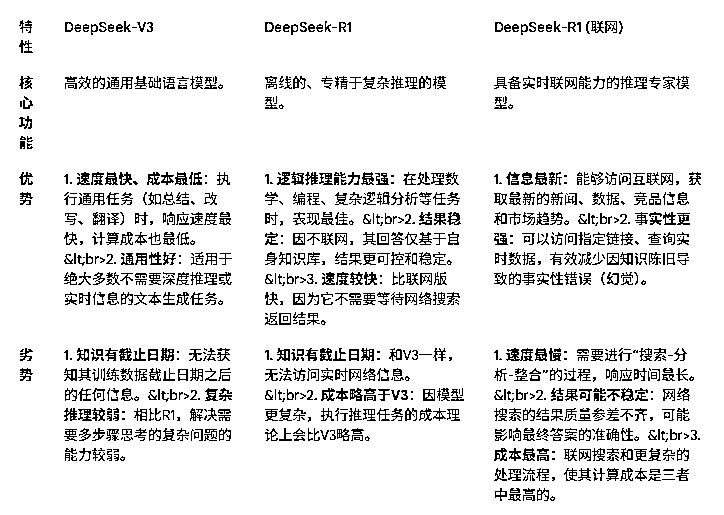 特
性
DeepSeek-V3
DeepSeek-R1
DeepSeek-R1 (联网)
核
心
功
能
高效的通用基础语言模型。
离线的、专精于复杂推理的模
型。
具备实时联网能力的推理专家模
型。
优
势
1. 速度最快、成本最低：执
行通用任务（如总结、改
写、翻译）时，响应速度最
快，计算成本也最低。
&lt;br>2. 通用性好：适用于
绝大多数不需要深度推理或
实时信息的文本生成任务。
1. 逻辑推理能力最强：在处理数
学、编程、复杂逻辑分析等任务
时，表现最佳。&lt;br>2. 结果稳
定：因不联网，其回答仅基于自
身知识库，结果更可控和稳定。
&lt;br>3. 速度较快：比联网版
快，因为它不需要等待网络搜索
返回结果。
1. 信息最新：能够访问互联网，获
取最新的新闻、数据、竞品信息
和市场趋势。&lt;br>2. 事实性更
强：可以访问指定链接、查询实
时数据，有效减少因知识陈旧导
致的事实性错误（幻觉）。
劣
势
1. 知识有截止日期：无法获
知其训练数据截止日期之后
的任何信息。&lt;br>2. 复杂
推理较弱：相比R1，解决需
要多步骤思考的复杂问题的
能力较弱。
1. 知识有截止日期：和V3一样，
无法访问实时网络信息。
&lt;br>2. 成本略高于V3：因模型
更复杂，执行推理任务的成本理
论上会比V3略高。
1. 速度最慢：需要进行“搜索-分
析-整合”的过程，响应时间最长。
&lt;br>2. 结果可能不稳定：网络
搜索的结果质量参差不齐，可能
影响最终答案的准确性。&lt;br>3.
成本最高：联网搜索和更复杂的
处理流程，使其计算成本是三者
中最高的。